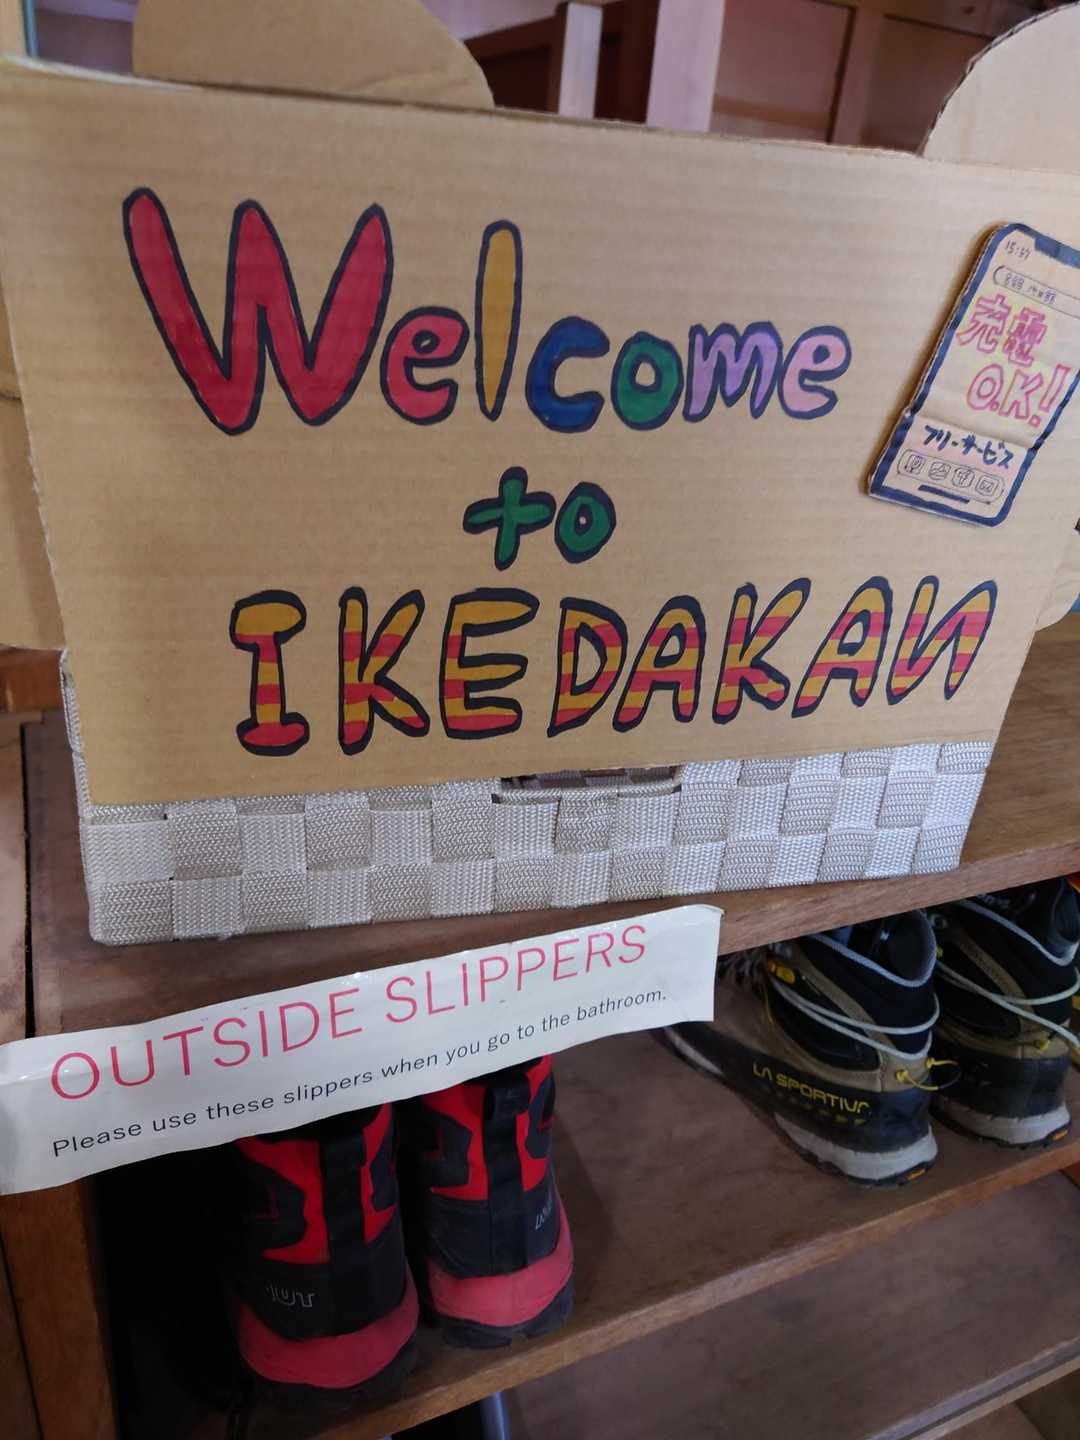 Welcome
to
IKEDAKAN
15:57
充電
O.K!
フリーサービス
OUTSIDE SLIPPERS
Please use these slippers when you go to the bathroom.
LA SPORTIVA